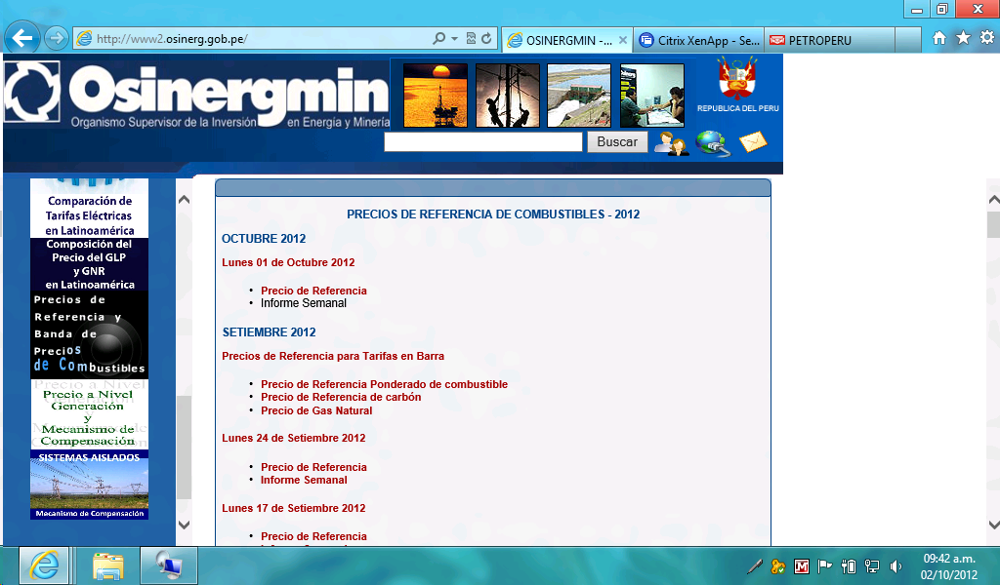 http://www2.osinerg.gob.pe/
OSINERGMIN -...
Citrix XenApp - Se...
PETROPERU
Osinergmin
Organismo Supervisor de la Inversión en Energía y Minería
REPUBLICA DEL PERU
Buscar
Comparación de
Tarifas Eléctricas
en Latinoamérica
Composición del
Precio del GLP
y GNR
en Latinoamérica
Precios de
Referencia y
Banda de
Precios
de Combustibles
Precio a Nivel
Generación
y
Mecanismo de
Compensación
SISTEMAS AISLADOS
Mecanismo de Compensación
PRECIOS DE REFERENCIA DE COMBUSTIBLES - 2012
OCTUBRE 2012
Lunes 01 de Octubre 2012
• Precio de Referencia
• Informe Semanal
SETIEMBRE 2012
Precios de Referencia para Tarifas en Barra
• Precio de Referencia Ponderado de combustible
• Precio de Referencia de carbón
• Precio de Gas Natural
Lunes 24 de Setiembre 2012
• Precio de Referencia
• Informe Semanal
Lunes 17 de Setiembre 2012
• Precio de Referencia
09:42 a.m.
02/10/2012